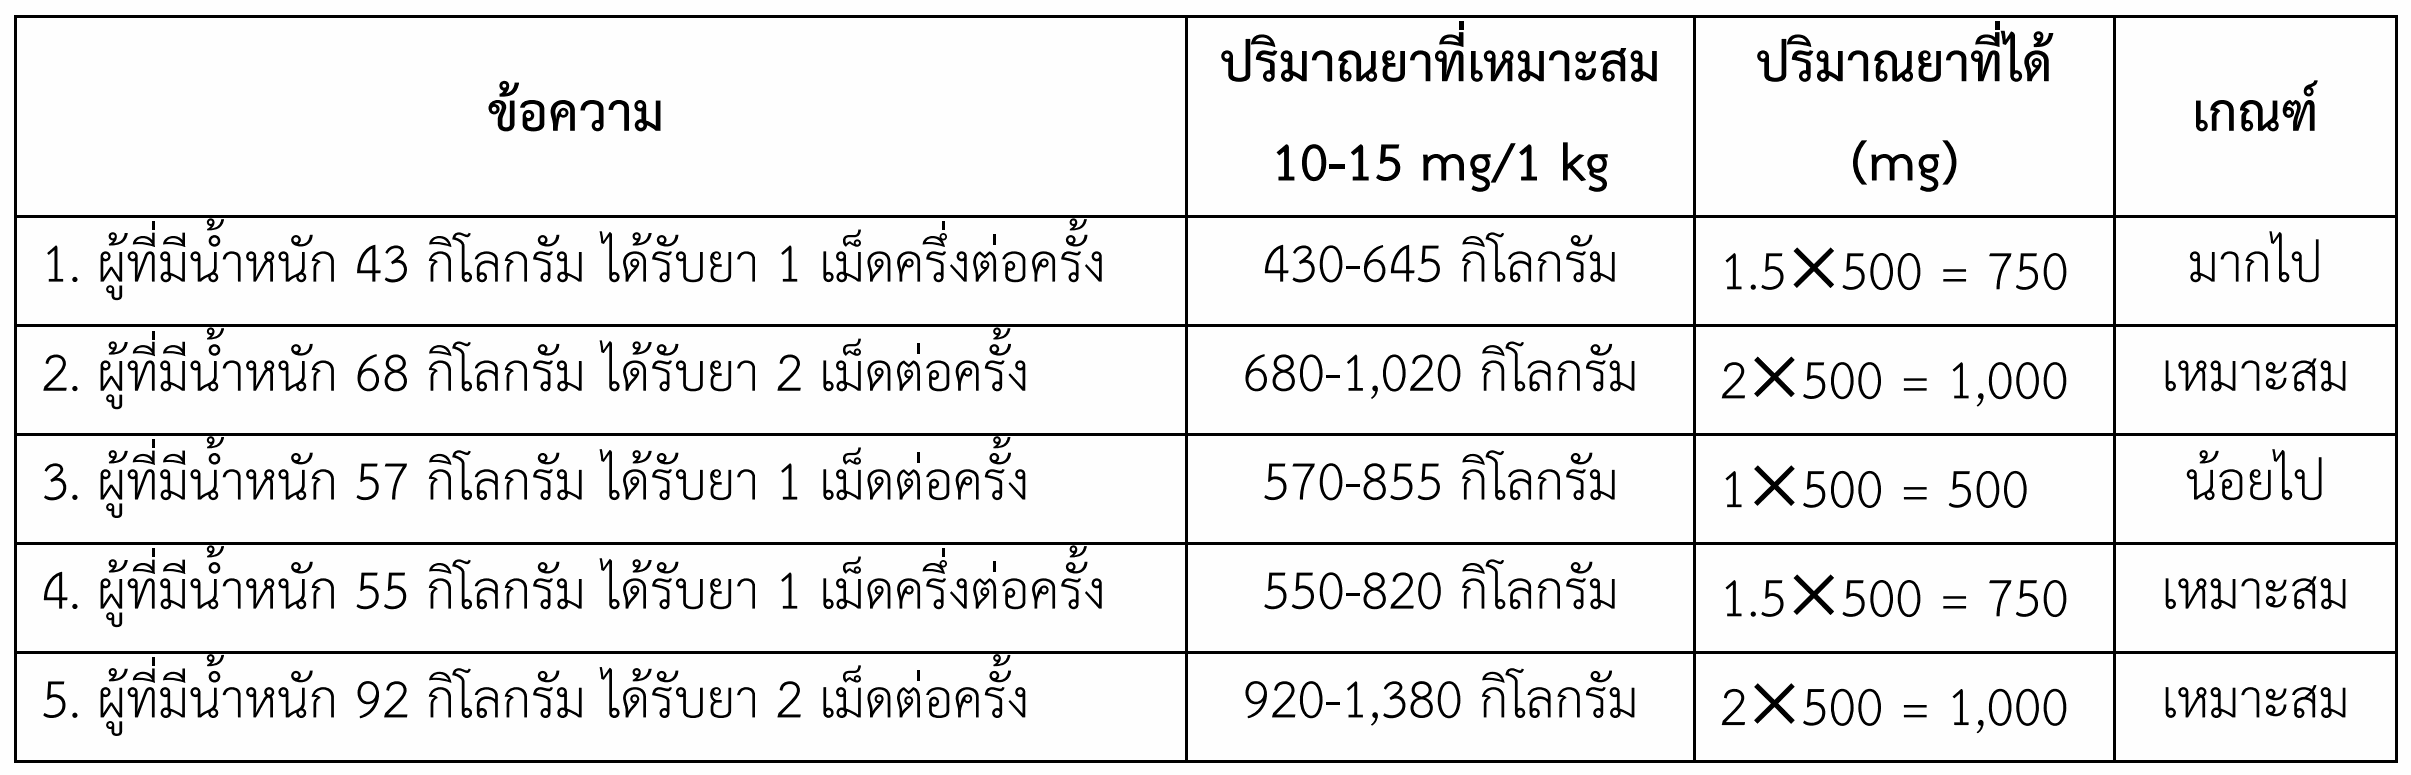 ข้อความ
ปริมาณยาที่เหมาะสม
10-15 mg/1 kg
ปริมาณยาที่ได้
(mg)
เกณฑ์
1. ผู้ที่มีน้ำหนัก 43 กิโลกรัม ได้รับยา 1 เม็ดครึ่งต่อครั้ง
430-645 กิโลกรัม
1.5×500 = 750
มากไป
2. ผู้ที่มีน้ำหนัก 68 กิโลกรัม ได้รับยา 2 เม็ดต่อครั้ง
680-1,020 กิโลกรัม
2×500 = 1,000
เหมาะสม
3. ผู้ที่มีน้ำหนัก 57 กิโลกรัม ได้รับยา 1 เม็ดต่อครั้ง
570-855 กิโลกรัม
1×500 = 500
น้อยไป
4. ผู้ที่มีน้ำหนัก 55 กิโลกรัม ได้รับยา 1 เม็ดครึ่งต่อครั้ง
550-820 กิโลกรัม
1.5×500 = 750
เหมาะสม
5. ผู้ที่มีน้ำหนัก 92 กิโลกรัม ได้รับยา 2 เม็ดต่อครั้ง
920-1,380 กิโลกรัม
2×500 = 1,000
เหมาะสม